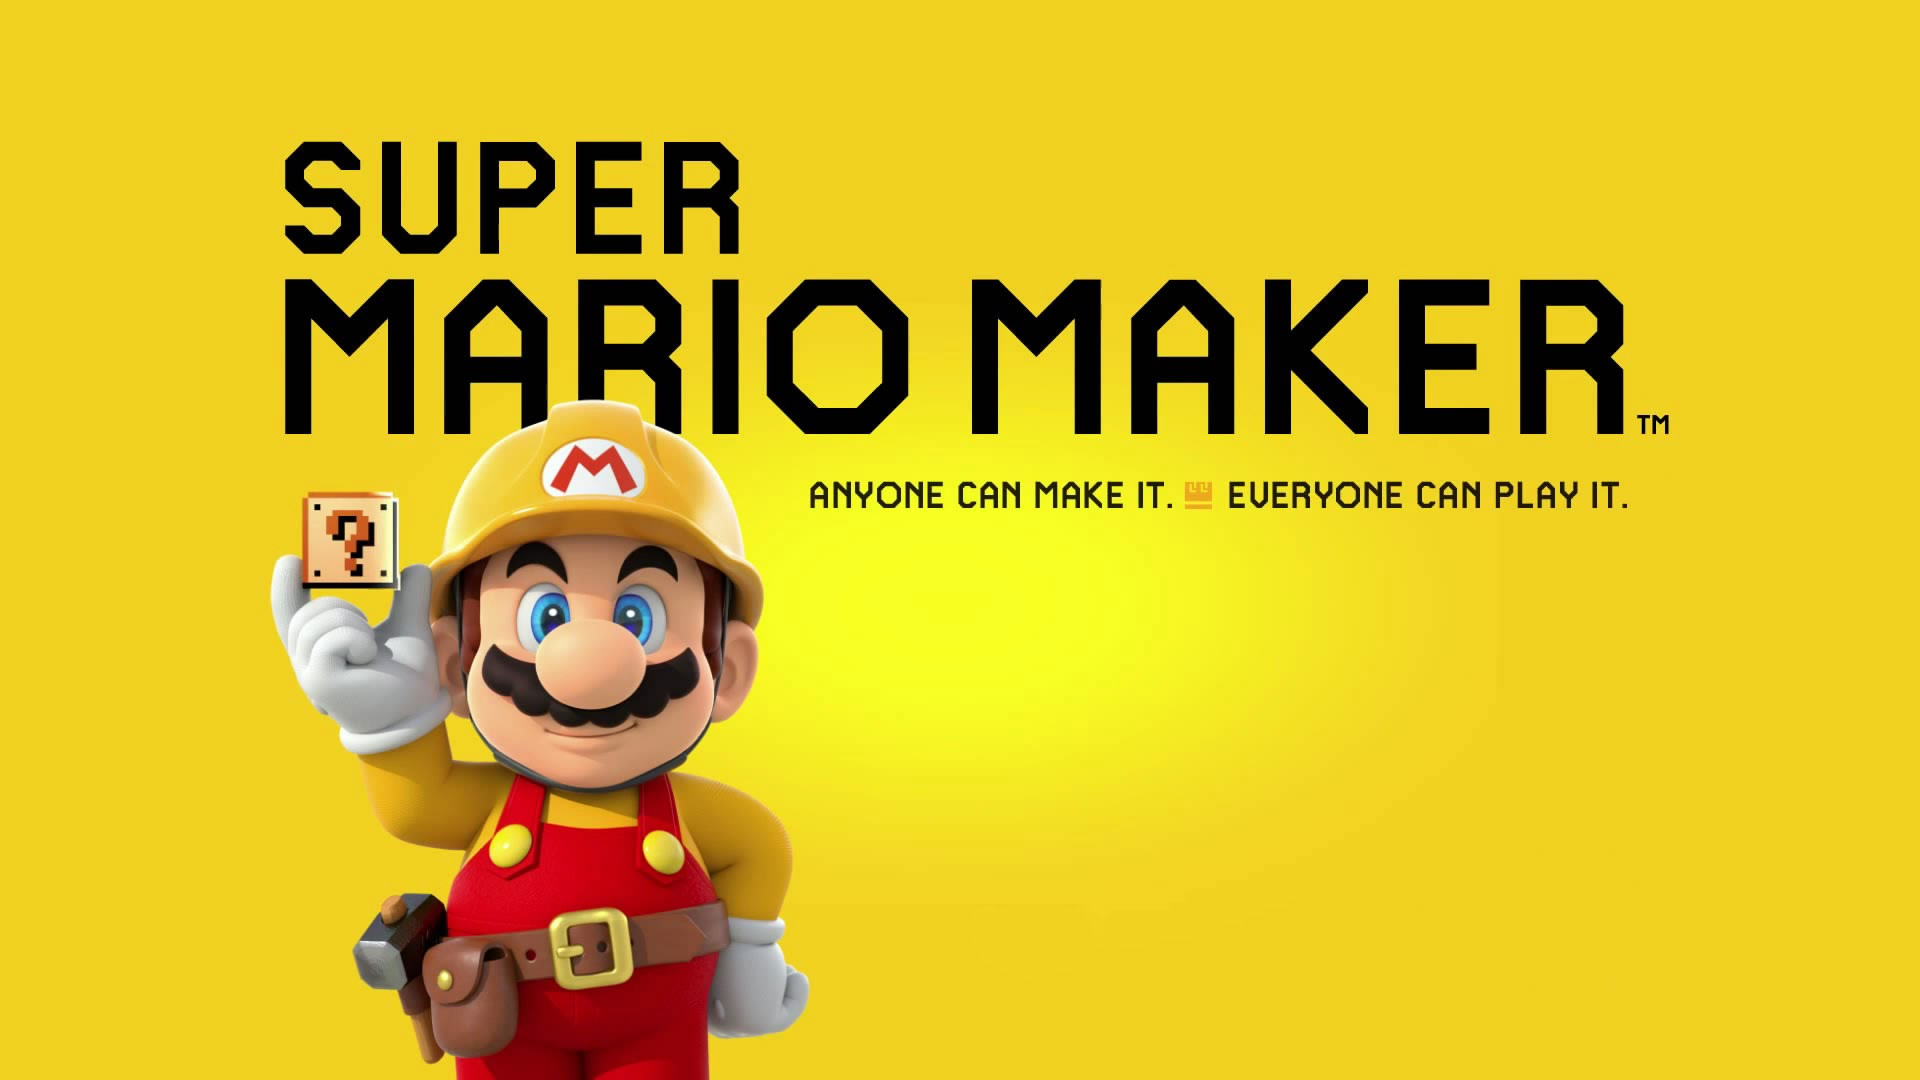 SUPER
MARIO MAKER™
ANYONE CAN MAKE IT. EVERYONE CAN PLAY IT.
M
?